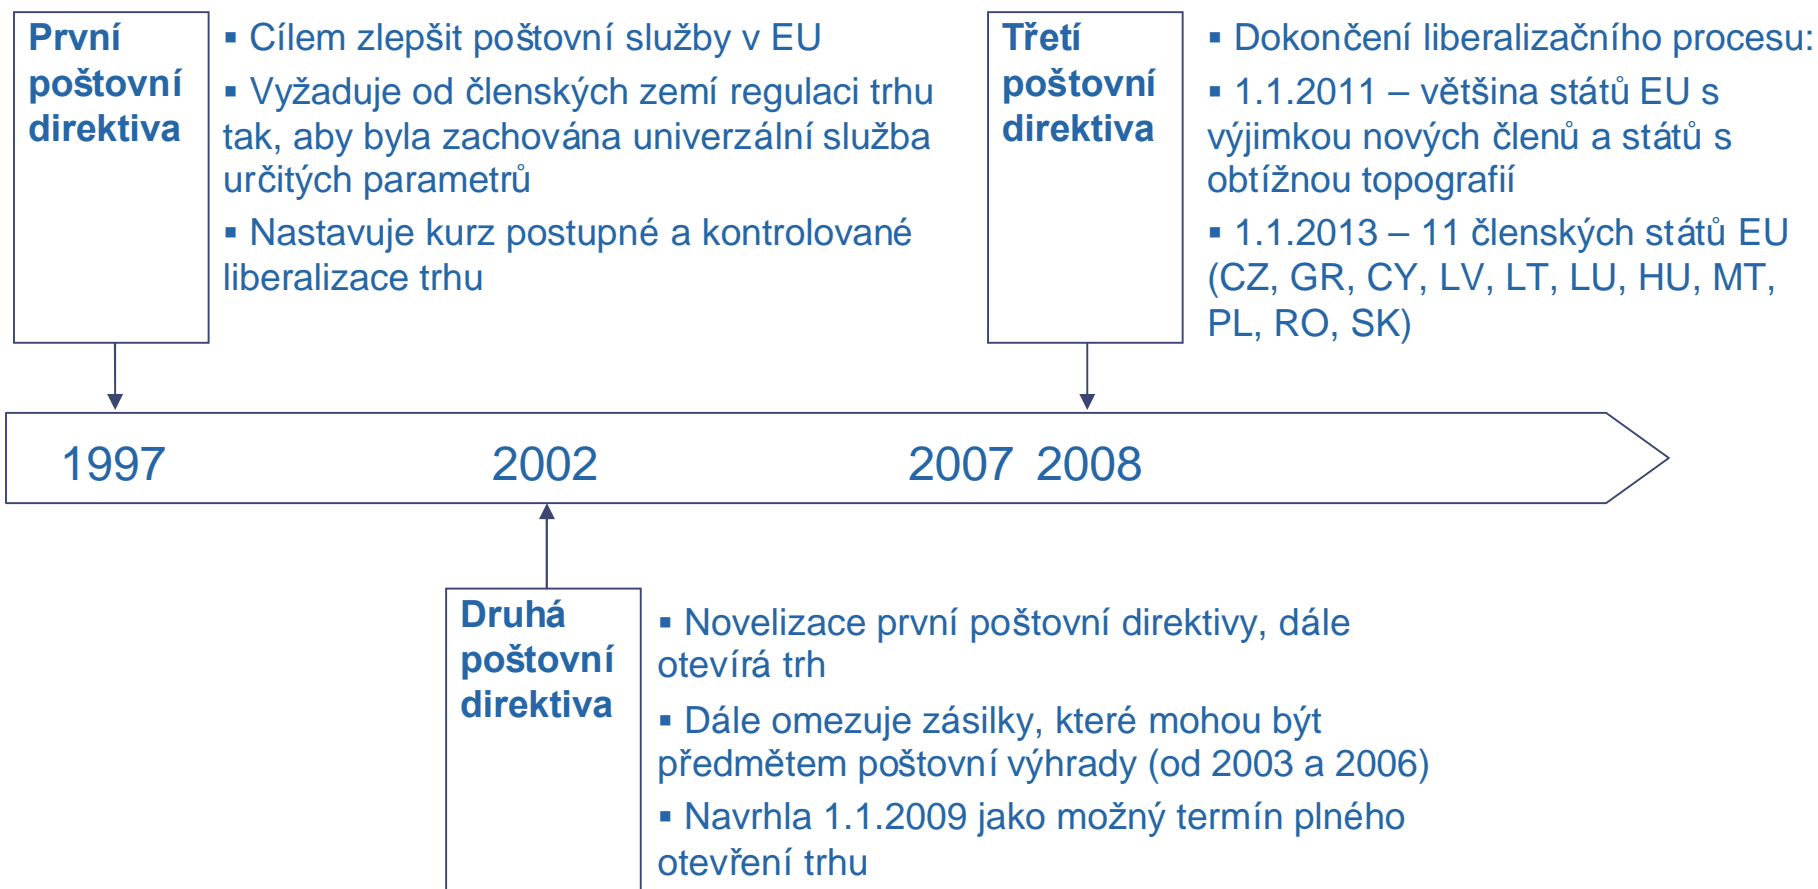 První
poštovní
direktiva
▪ Cílem zlepšit poštovní služby v EU
▪ Vyžaduje od členských zemí regulaci trhu
tak, aby byla zachována univerzální služba
určitých parametrů
▪ Nastavuje kurz postupné a kontrolované
liberalizace trhu
Třetí
poštovní
direktiva
▪ Dokončení liberalizačního procesu:
▪ 1.1.2011 – většina států EU s
výjimkou nových členů a států s
obtížnou topografií
▪ 1.1.2013 – 11 členských států EU
(CZ, GR, CY, LV, LT, LU, HU, MT,
PL, RO, SK)
1997 2002 2007 2008
Druhá
poštovní
direktiva
▪ Novelizace první poštovní direktivy, dále
otevírá trh
▪ Dále omezuje zásilky, které mohou být
předmětem poštovní výhrady (od 2003 a 2006)
▪ Navrhla 1.1.2009 jako možný termín plného
otevření trhu